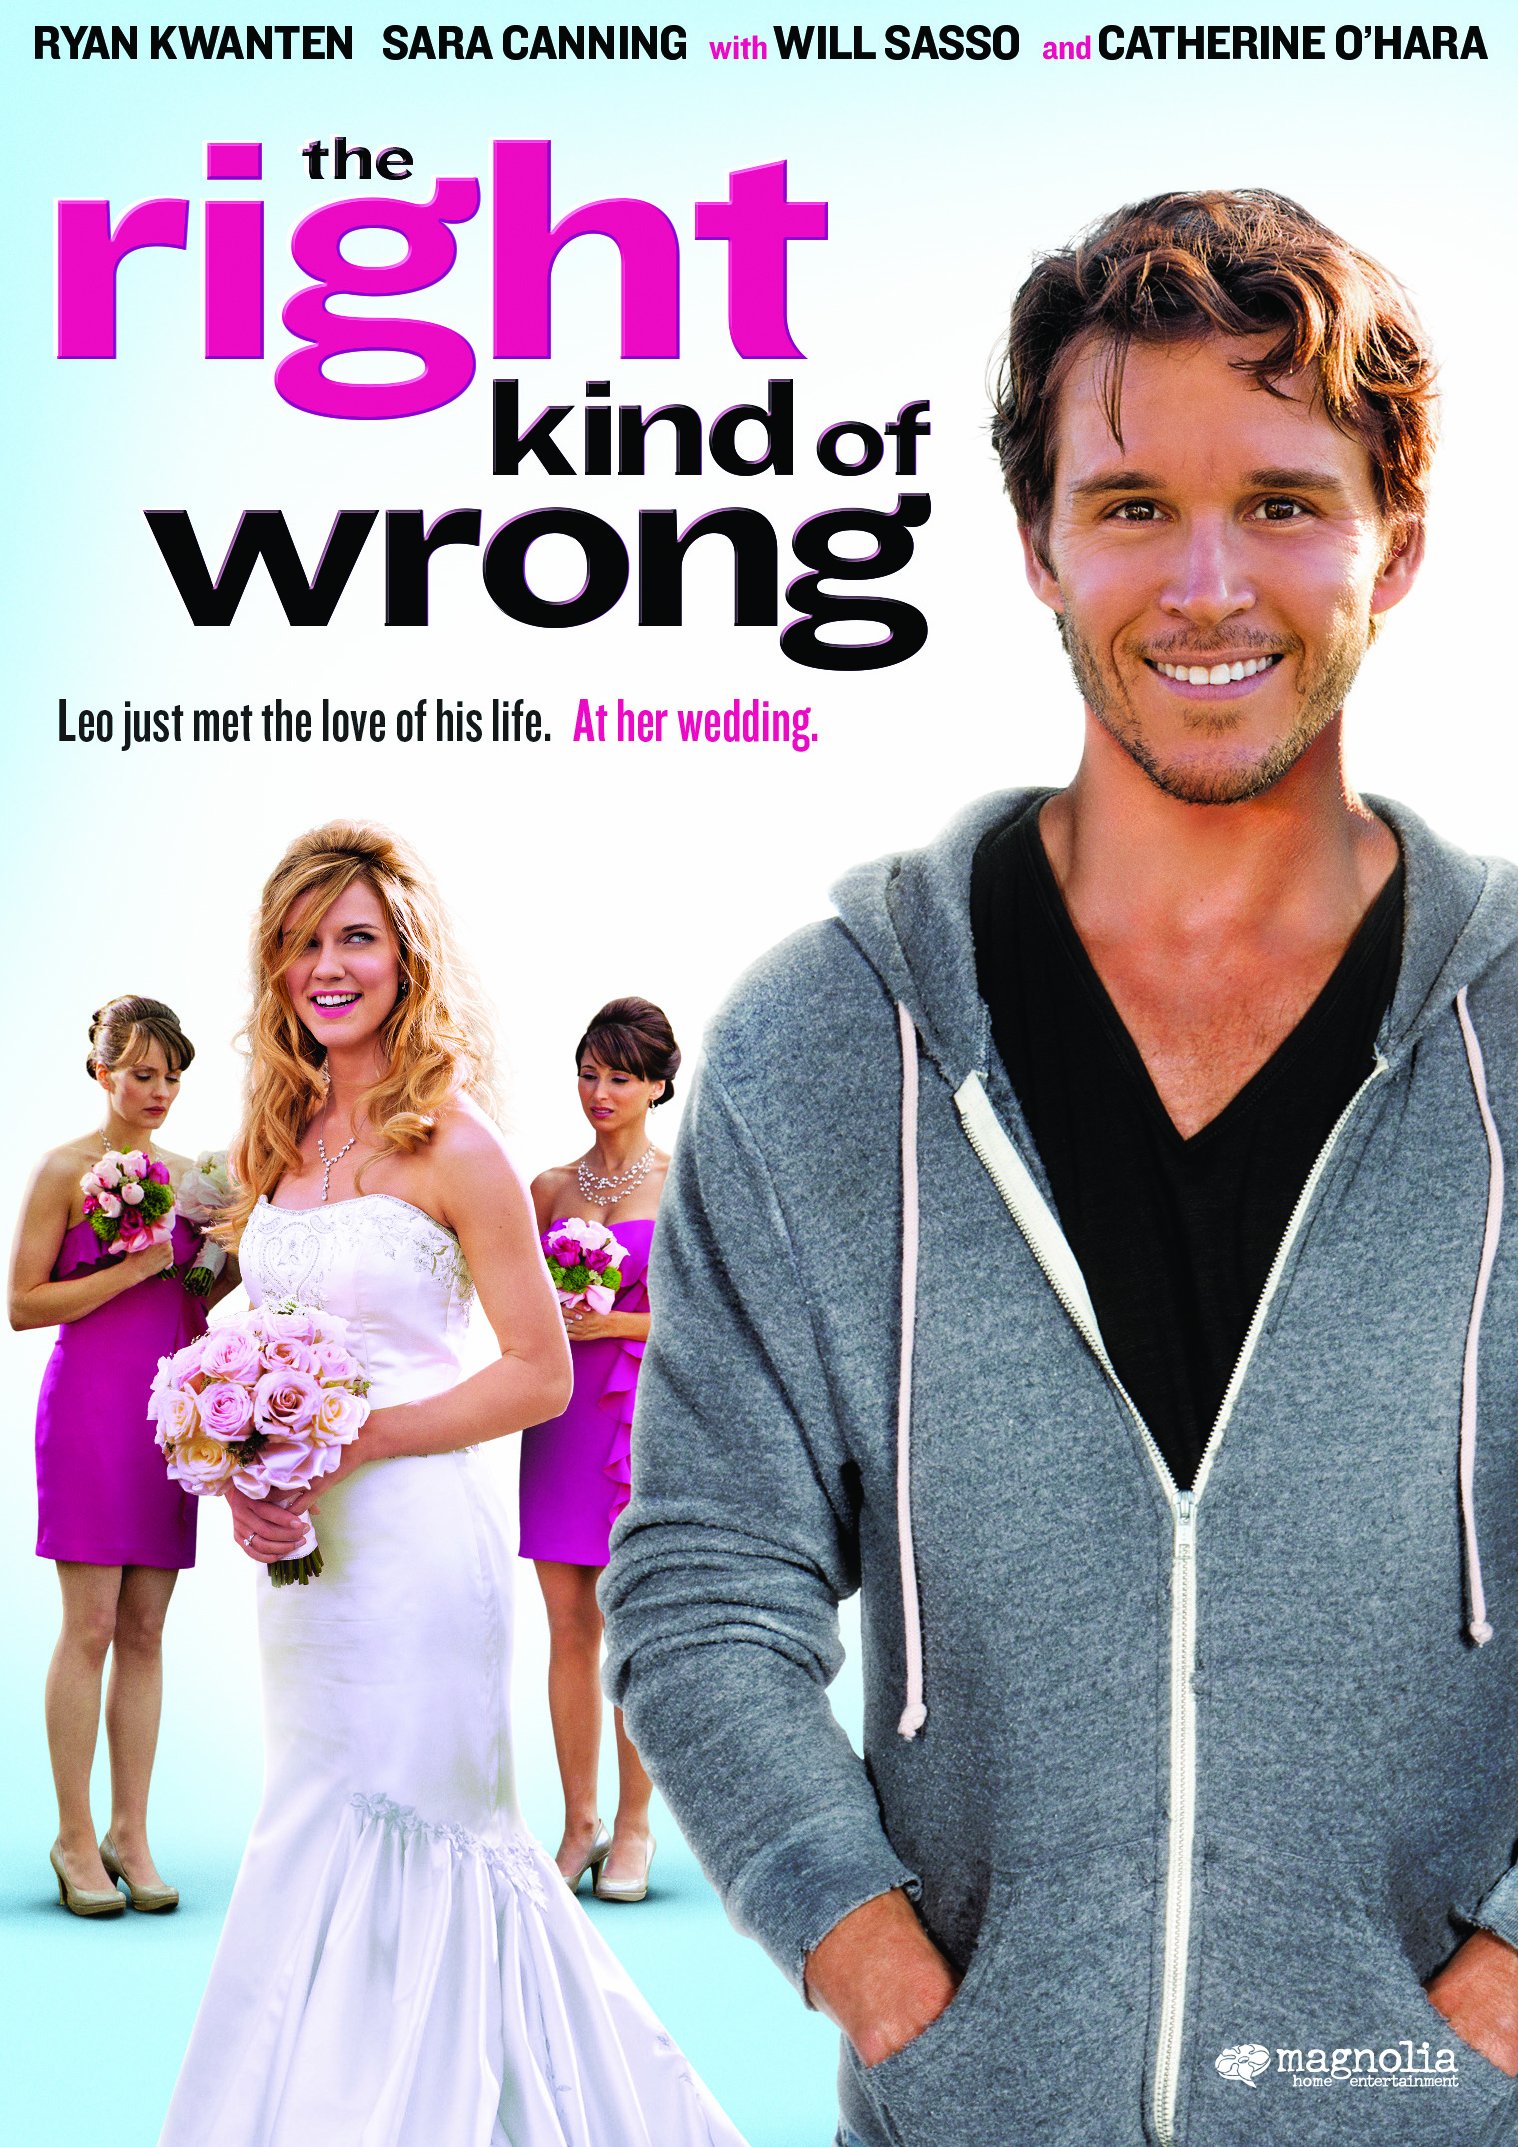 RYAN KWANTEN SARA CANNING with WILL SASSO and CATHERINE O'HARA
the
right
kind of
wrong
Leo just met the love of his life. At her wedding.
magnolia
home entertainment